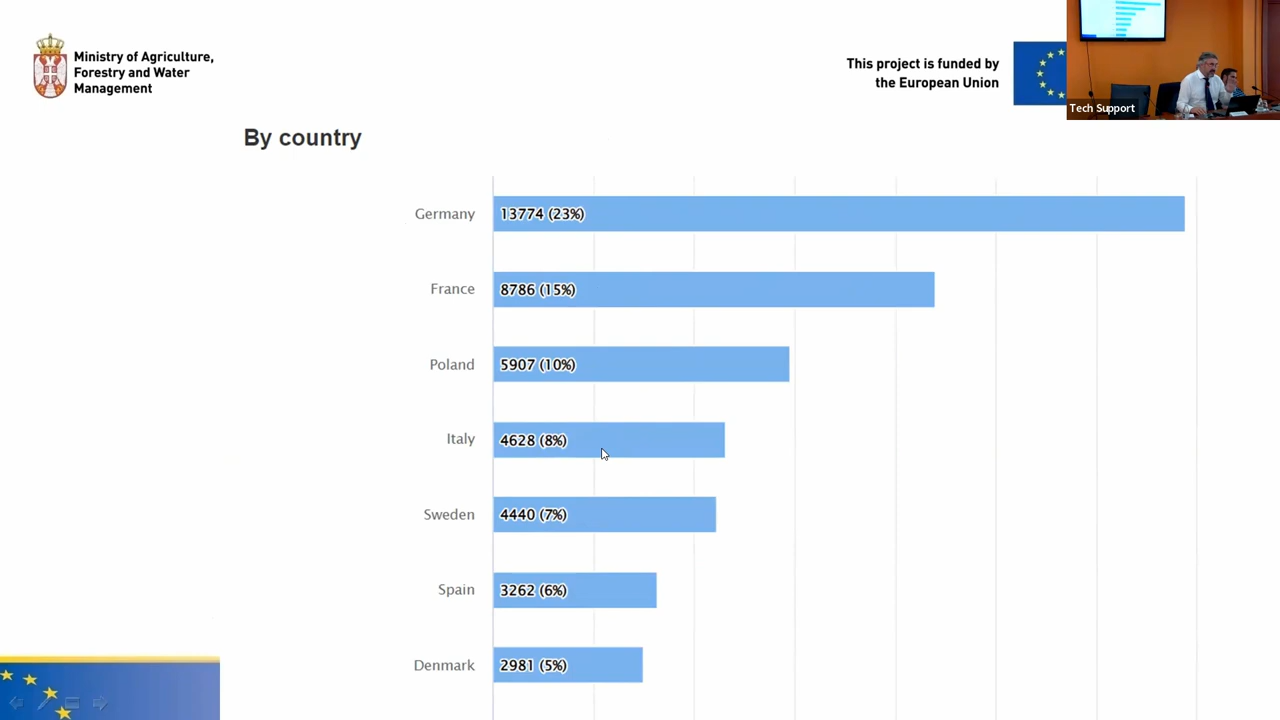 Ministry of Agriculture,
Forestry and Water
Management
This project is funded by
the European Union
Tech Support
By country
Germany 13774 (23%)
France 8786 (15%)
Poland 5907 (10%)
Italy 4628 (8%)
Sweden 4440 (7%)
Spain 3262 (6%)
Denmark 2981 (5%)